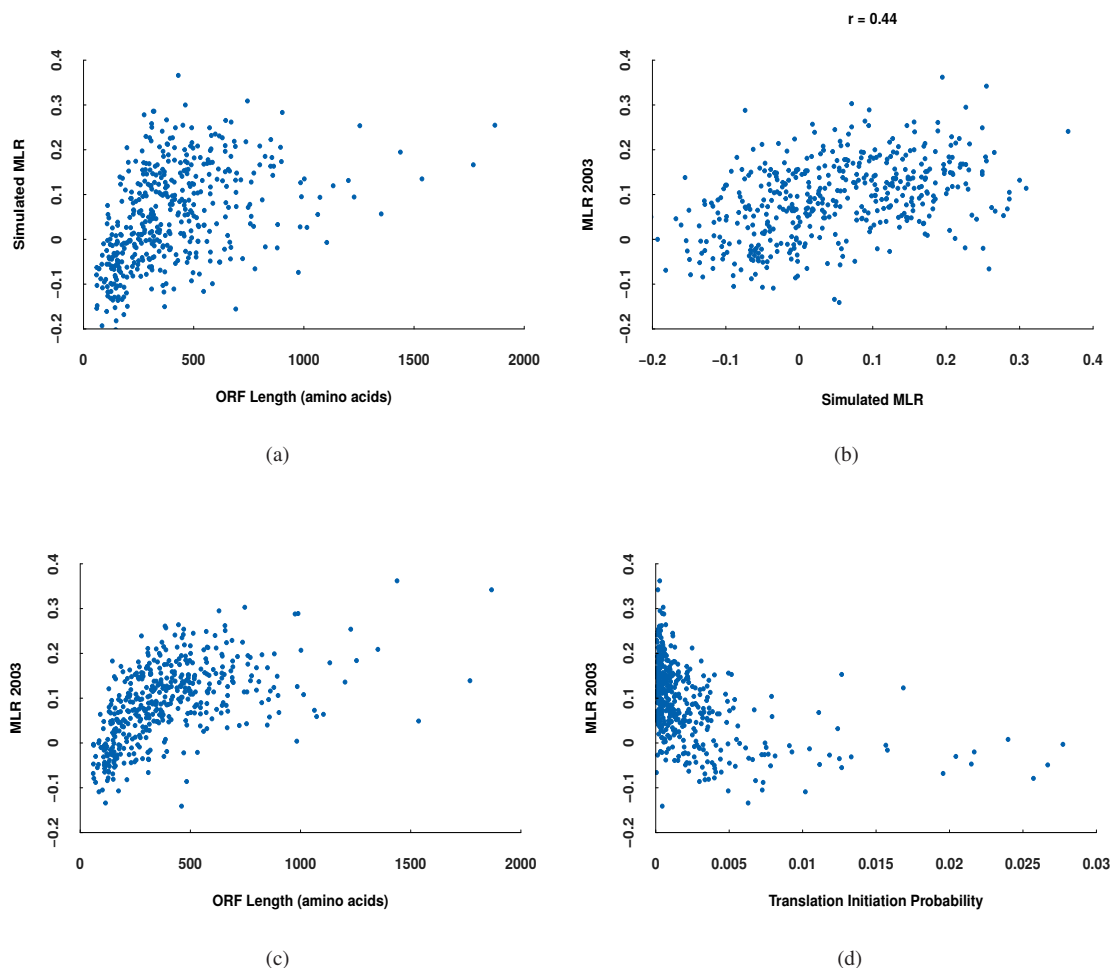 r = 0.44
Simulated MLR
0.4
0.3
0.2
0.1
0
−0.1
−0.2
0 500 1000 1500 2000
ORF Length (amino acids)
(a)
MLR 2003
0.4
0.3
0.2
0.1
0
−0.1
−0.2
−0.2 −0.1 0 0.1 0.2 0.3 0.4
Simulated MLR
(b)
MLR 2003
0.4
0.3
0.2
0.1
0
−0.1
−0.2
0 500 1000 1500 2000
ORF Length (amino acids)
(c)
MLR 2003
0.4
0.3
0.2
0.1
0
−0.1
−0.2
0 0.005 0.01 0.015 0.02 0.025 0.03
Translation Initiation Probability
(d)